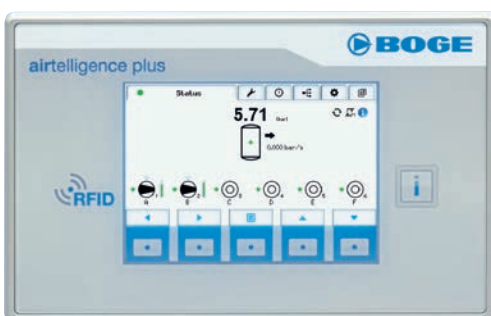 BOGE
airtelligence plus
Status
5.71
0,000 bar/s
RFID
A B C D E F
i